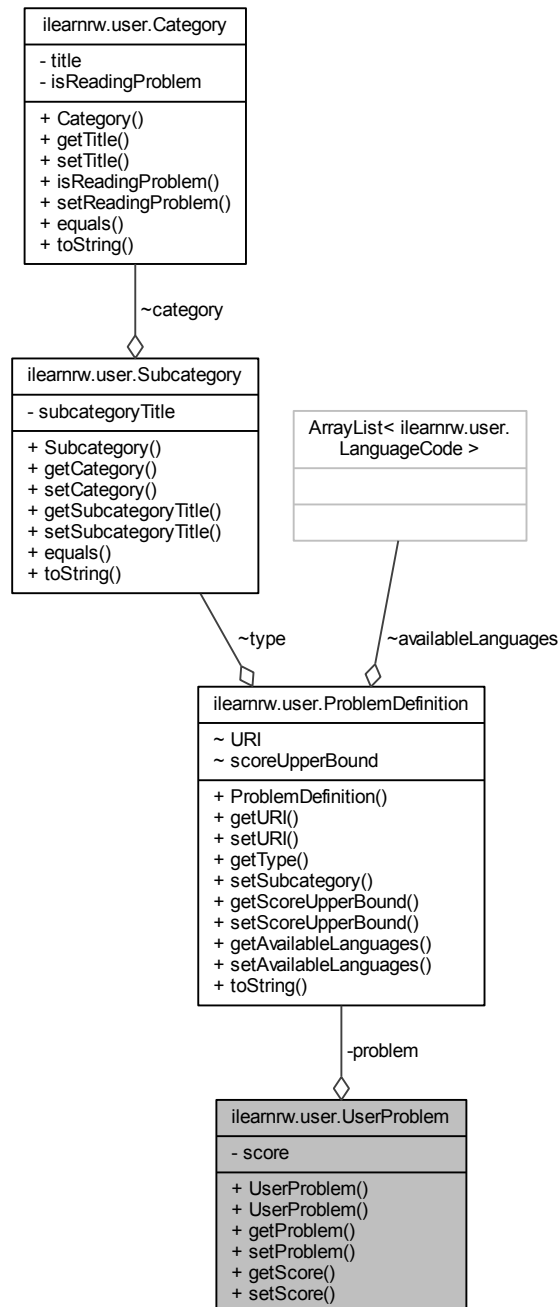 ilearnrw.user.Category
- title
- isReadingProblem
+ Category()
+ getTitle()
+ setTitle()
+ isReadingProblem()
+ setReadingProblem()
+ equals()
+ toString()
~category
ilearnrw.user.Subcategory
- subcategoryTitle
+ Subcategory()
+ getCategory()
+ setCategory()
+ getSubcategoryTitle()
+ setSubcategoryTitle()
+ equals()
+ toString()
ArrayList< ilearnrw.user.
LanguageCode >
~type
~availableLanguages
ilearnrw.user.ProblemDefinition
~ URI
~ scoreUpperBound
+ ProblemDefinition()
+ getURI()
+ setURI()
+ getType()
+ setSubcategory()
+ getScoreUpperBound()
+ setScoreUpperBound()
+ getAvailableLanguages()
+ setAvailableLanguages()
+ toString()
-problem
ilearnrw.user.UserProblem
- score
+ UserProblem()
+ UserProblem()
+ getProblem()
+ setProblem()
+ getScore()
+ setScore()